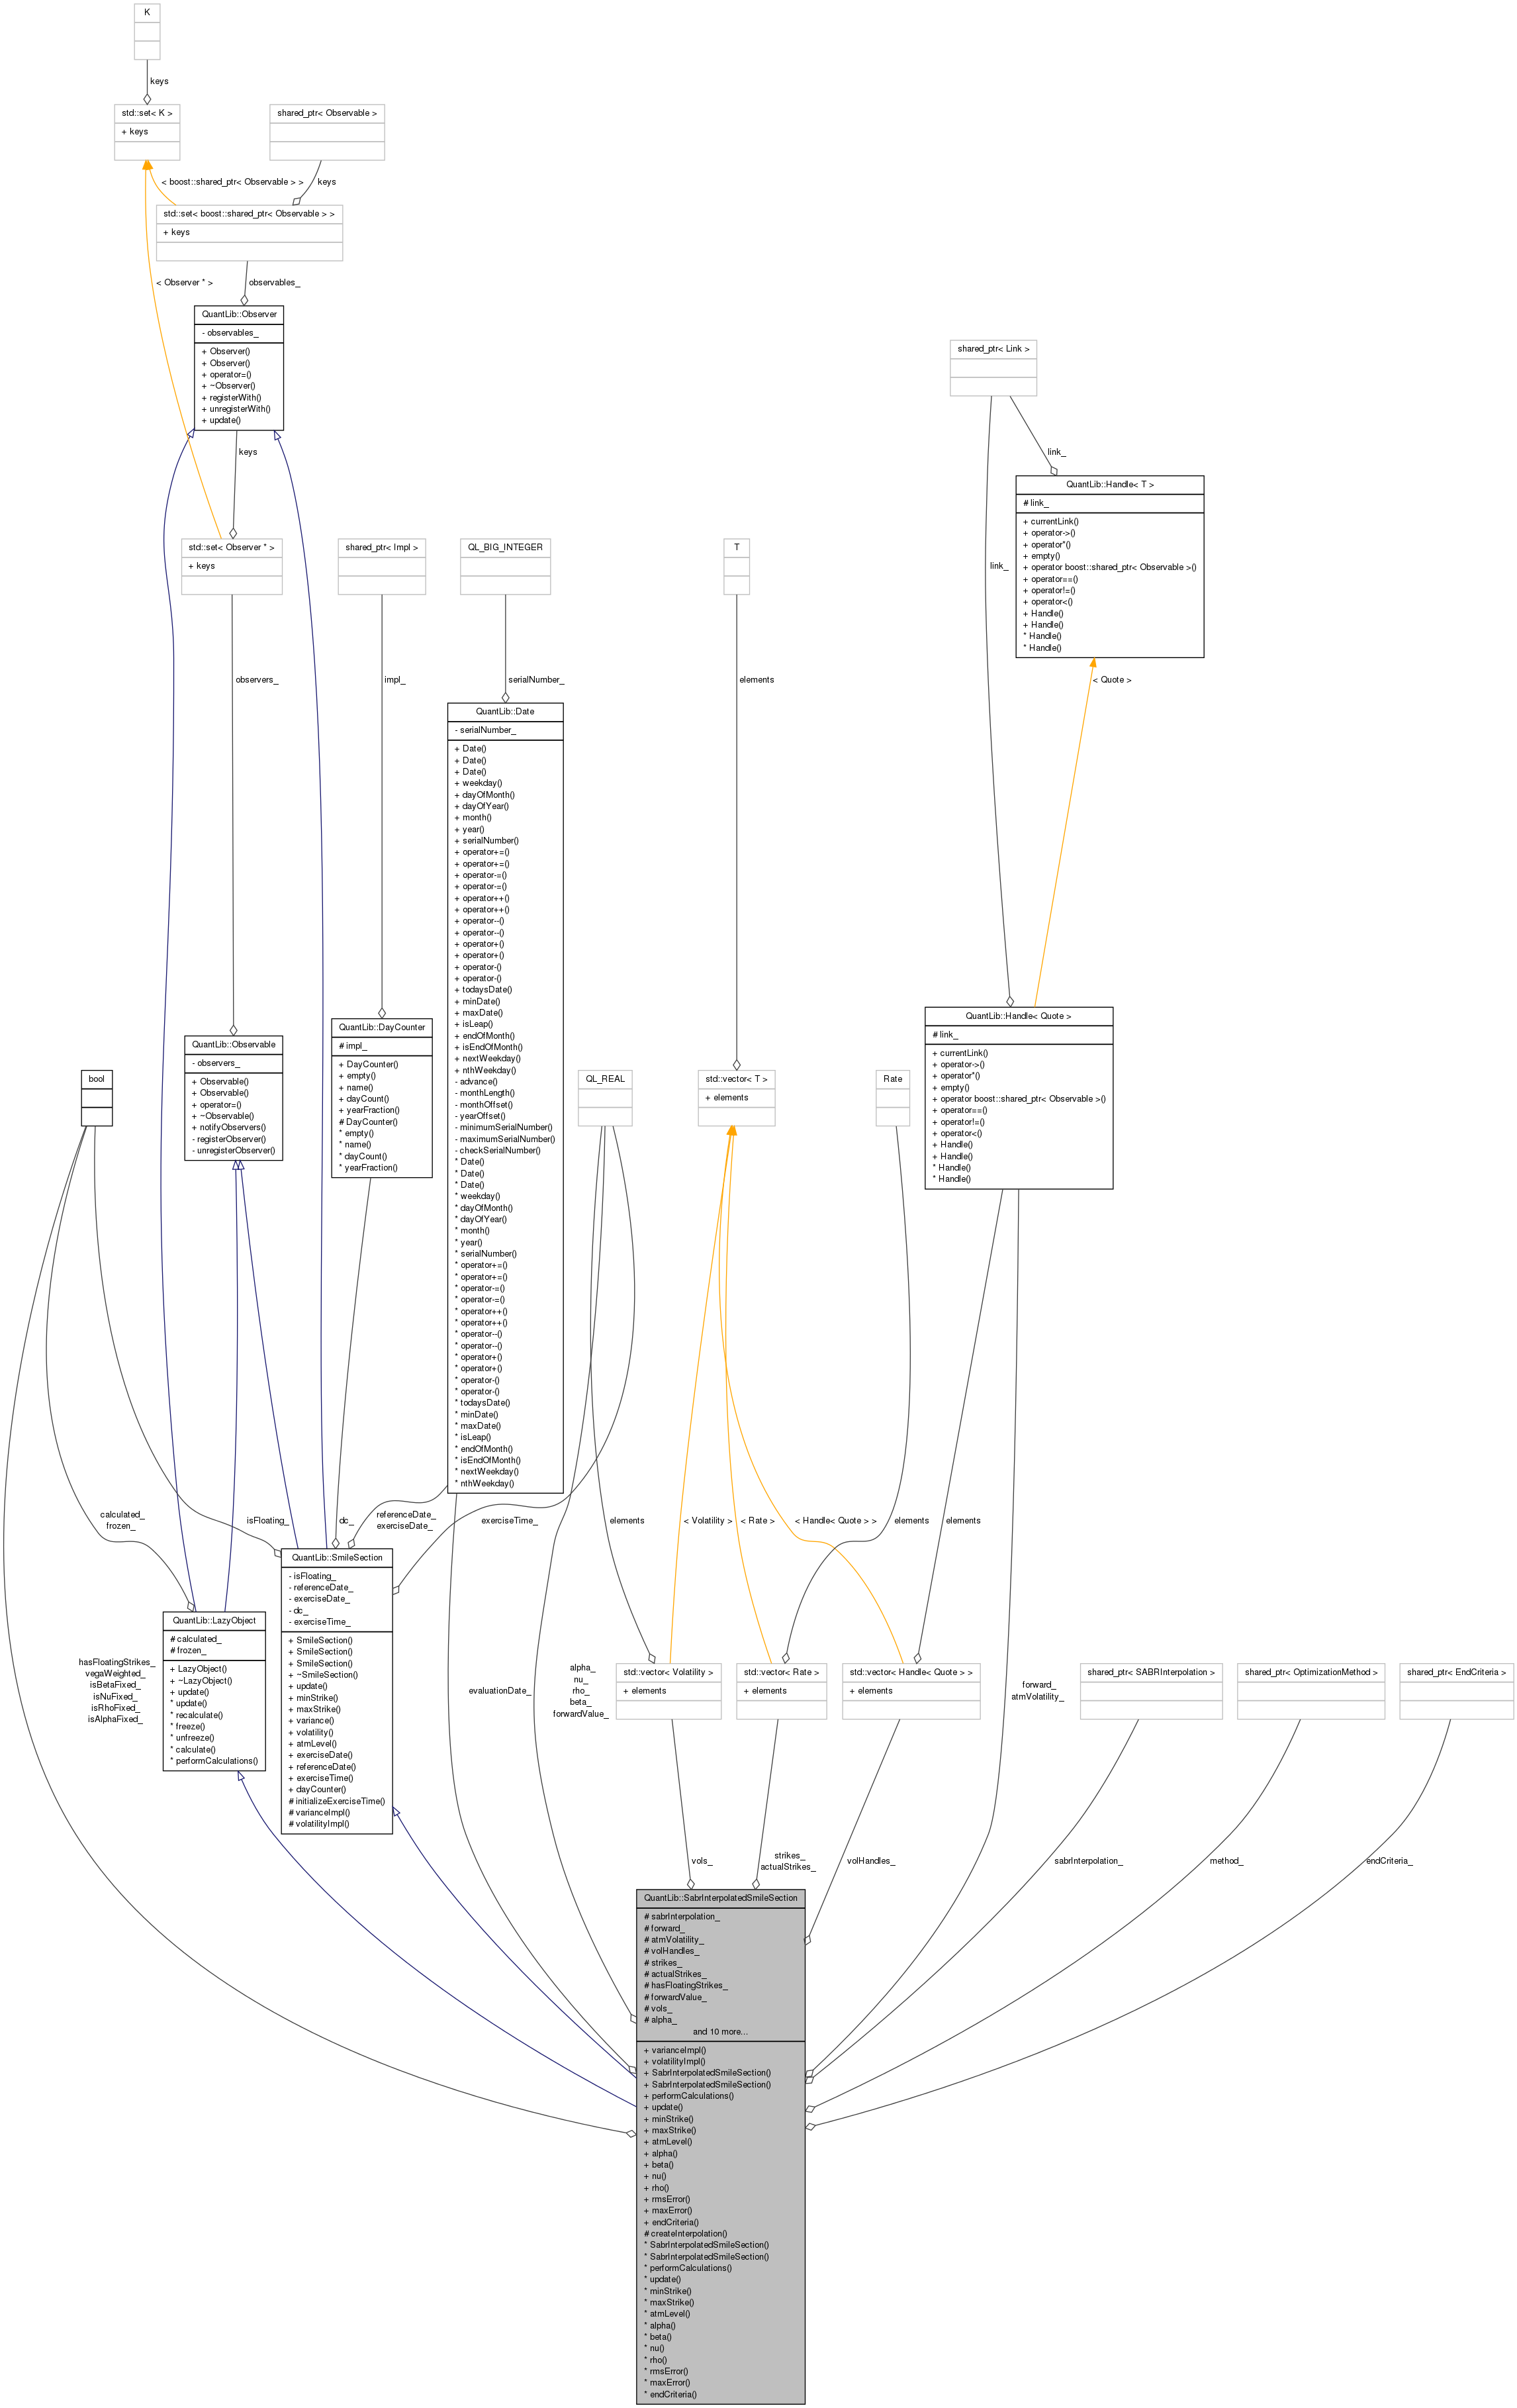 K
keys
std::set< K >
+ keys
shared_ptr< Observable >
< boost::shared_ptr< Observable > >
keys
std::set< boost::shared_ptr< Observable > >
+ keys
< Observer * >
observables_
QuantLib::Observer
- observables_
+ Observer()
+ Observer()
+ operator=()
+ ~Observer()
+ registerWith()
+ unregisterWith()
+ update()
shared_ptr< Link >
keys
link_
QuantLib::Handle< T >
# link_
+ currentLink()
+ operator->()
+ operator*()
+ empty()
+ operator boost::shared_ptr< Observable >()
+ operator==()
+ operator!=()
+ operator<()
+ Handle()
+ Handle()
* Handle()
* Handle()
std::set< Observer * >
+ keys
shared_ptr< Impl >
QL_BIG_INTEGER
T
link_
observers_
impl_
serialNumber_
elements
< Quote >
QuantLib::Date
- serialNumber_
+ Date()
+ Date()
+ Date()
+ weekday()
+ dayOfMonth()
+ dayOfYear()
+ month()
+ year()
+ serialNumber()
+ operator+=()
+ operator+=()
+ operator-=()
+ operator-=()
+ operator++()
+ operator++()
+ operator--()
+ operator--()
+ operator+()
+ operator+()
+ operator-()
+ operator-()
+ todaysDate()
+ minDate()
+ maxDate()
+ isLeap()
+ endOfMonth()
+ isEndOfMonth()
+ nextWeekday()
+ nthWeekday()
- advance()
- monthLength()
- monthOffset()
- yearOffset()
- minimumSerialNumber()
- maximumSerialNumber()
- checkSerialNumber()
* Date()
* Date()
* Date()
* weekday()
* dayOfMonth()
* dayOfYear()
* month()
* year()
* serialNumber()
* operator+=()
* operator+=()
* operator-=()
* operator-=()
* operator++()
* operator++()
* operator--()
* operator--()
* operator+()
* operator+()
* operator-()
* operator-()
* todaysDate()
* minDate()
* maxDate()
* isLeap()
* endOfMonth()
* isEndOfMonth()
* nextWeekday()
* nthWeekday()
QuantLib::Observable
- observers_
+ Observable()
+ Observable()
+ operator=()
+ ~Observable()
+ notifyObservers()
- registerObserver()
- unregisterObserver()
QuantLib::DayCounter
# impl_
+ DayCounter()
+ empty()
+ name()
+ dayCount()
+ yearFraction()
# DayCounter()
* empty()
* name()
* dayCount()
* yearFraction()
bool
QL_REAL
std::vector< T >
+ elements
Rate
QuantLib::Handle< Quote >
# link_
+ currentLink()
+ operator->()
+ operator*()
+ empty()
+ operator boost::shared_ptr< Observable >()
+ operator==()
+ operator!=()
+ operator<()
+ Handle()
+ Handle()
* Handle()
* Handle()
calculated_
frozen_
isFloating_
dc_
referenceDate_
exerciseDate_
exerciseTime_
elements
< Volatility >
< Rate >
< Handle< Quote > >
elements
elements
QuantLib::SmileSection
- isFloating_
- referenceDate_
- exerciseDate_
- dc_
- exerciseTime_
+ SmileSection()
+ SmileSection()
+ SmileSection()
+ ~SmileSection()
+ update()
+ minStrike()
+ maxStrike()
+ variance()
+ volatility()
+ atmLevel()
+ exerciseDate()
+ referenceDate()
+ exerciseTime()
+ dayCounter()
# initializeExerciseTime()
# varianceImpl()
# volatilityImpl()
QuantLib::LazyObject
# calculated_
# frozen_
+ LazyObject()
+ ~LazyObject()
+ update()
* update()
* recalculate()
* freeze()
* unfreeze()
* calculate()
* performCalculations()
hasFloatingStrikes_
vegaWeighted_
isBetaFixed_
isNuFixed_
isRhoFixed_
isAlphaFixed_
evaluationDate_
alpha_
nu_
rho_
beta_
forwardValue_
std::vector< Volatility >
+ elements
std::vector< Rate >
+ elements
std::vector< Handle< Quote > >
+ elements
forward_
atmVolatility_
shared_ptr< SABRInterpolation >
shared_ptr< OptimizationMethod >
shared_ptr< EndCriteria >
vols_
strikes_
actualStrikes_
volHandles_
sabrInterpolation_
method_
endCriteria_
QuantLib::SabrInterpolatedSmileSection
# sabrInterpolation_
# forward_
# atmVolatility_
# volHandles_
# strikes_
# actualStrikes_
# hasFloatingStrikes_
# forwardValue_
# vols_
# alpha_
and 10 more...
+ varianceImpl()
+ volatilityImpl()
+ SabrInterpolatedSmileSection()
+ SabrInterpolatedSmileSection()
+ performCalculations()
+ update()
+ minStrike()
+ maxStrike()
+ atmLevel()
+ alpha()
+ beta()
+ nu()
+ rho()
+ rmsError()
+ maxError()
+ endCriteria()
# createInterpolation()
* SabrInterpolatedSmileSection()
* SabrInterpolatedSmileSection()
* performCalculations()
* update()
* minStrike()
* maxStrike()
* atmLevel()
* alpha()
* beta()
* nu()
* rho()
* rmsError()
* maxError()
* endCriteria()